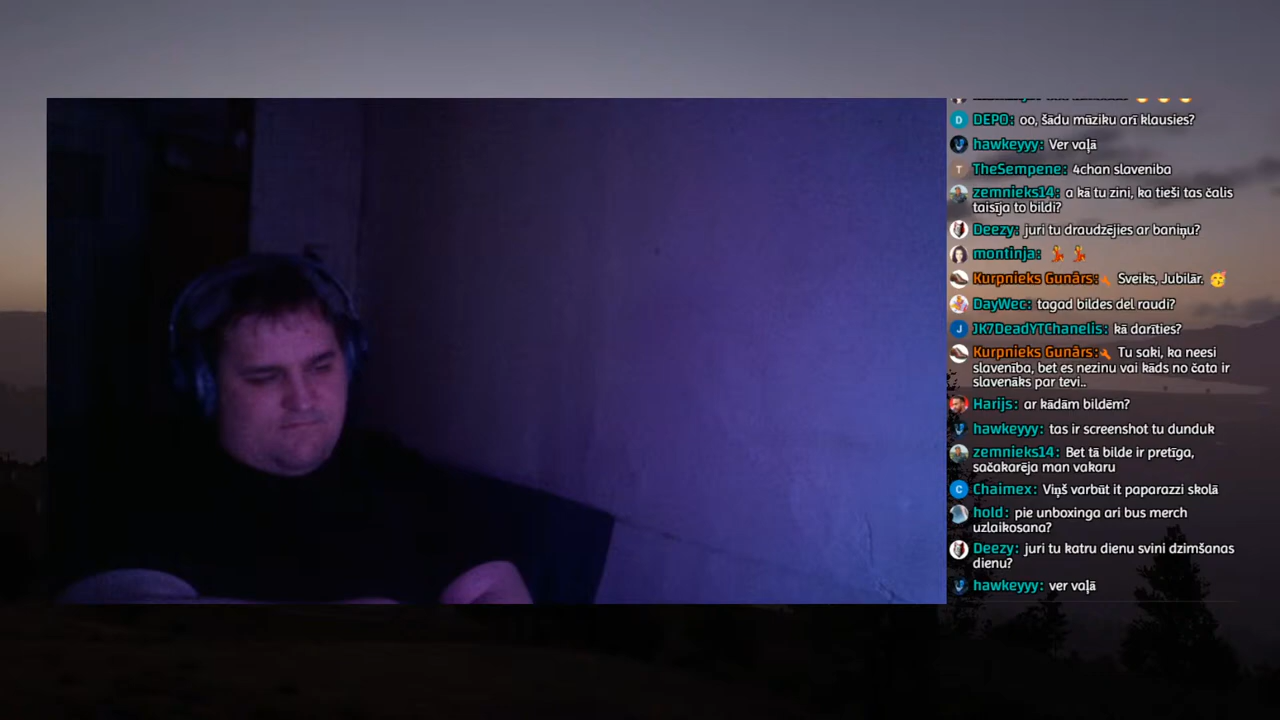 DEPO: oo, šādu mūziku arī klausies?
hawkeyyy: Ver vaļā
T TheSempene: 4chan slaveniba
zemnieks14: a kā tu zini, ka tieši tas čalis
taisīja to bildi?
Deezy: juri tu draudzējies ar baniņu?
montinja: 💃 💃
Kurpnieks Gunārs: Sveiks, Jubilār. 🥳
DayWec: tagad bildes del raudi?
J JK7DeadYTChanelis: kā darīties?
Kurpnieks Gunārs: Tu saki, ka neesi
slavenība, bet es nezinu vai kāds no čata ir
slavenāks par tevi..
Harijs: ar kādām bildēm?
hawkeyyy: tas ir screenshot tu dunduk
zemnieks14: Bet tā bilde ir pretīga,
sačakarēja man vakaru
C Chaimex: Viņš varbūt it paparazzi skolā
hold: pie unboxinga ari bus merch
uzlaikosana?
Deezy: juri tu katru dienu svini dzimšanas
dienu?
hawkeyyy: ver vaļā